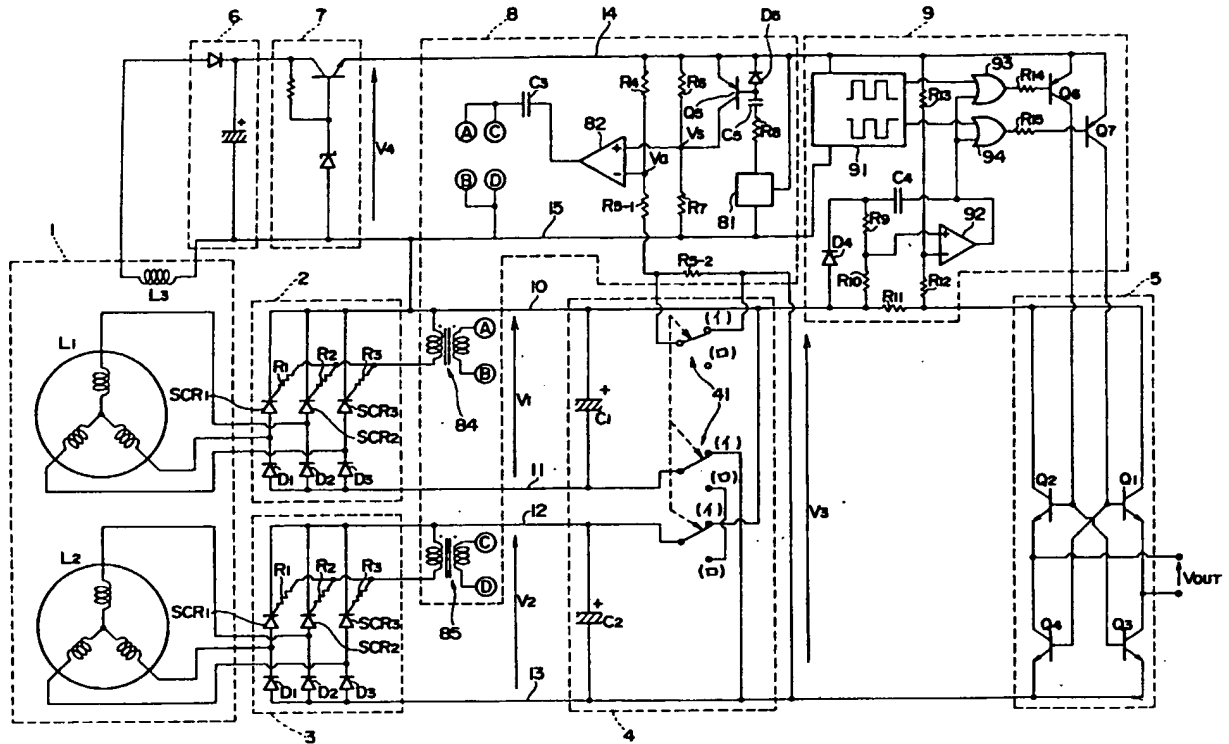 6
7
8
14
D5
9
C3
R4
R6
Q5
C5
R8
82
Vs
Va
A
C
B
D
V4
R5-1
R7
81
15
91
93
R13
R14
Q6
R15
94
Q7
C4
R9
92
D4
R10
R12
R11
1
L3
2
R5-2
10
5
L1
R1
R2
R3
SCR1
SCR3
SCR2
D1
D2
D3
A
B
84
V1
11
C1
(イ)
(ロ)
41
(イ)
(ロ)
(イ)
(ロ)
V3
Q2
Q1
VOUT
Q4
Q3
12
L2
R1
R2
R3
SCR1
SCR3
SCR2
D1
D2
D3
C
D
85
V2
C2
13
3
4